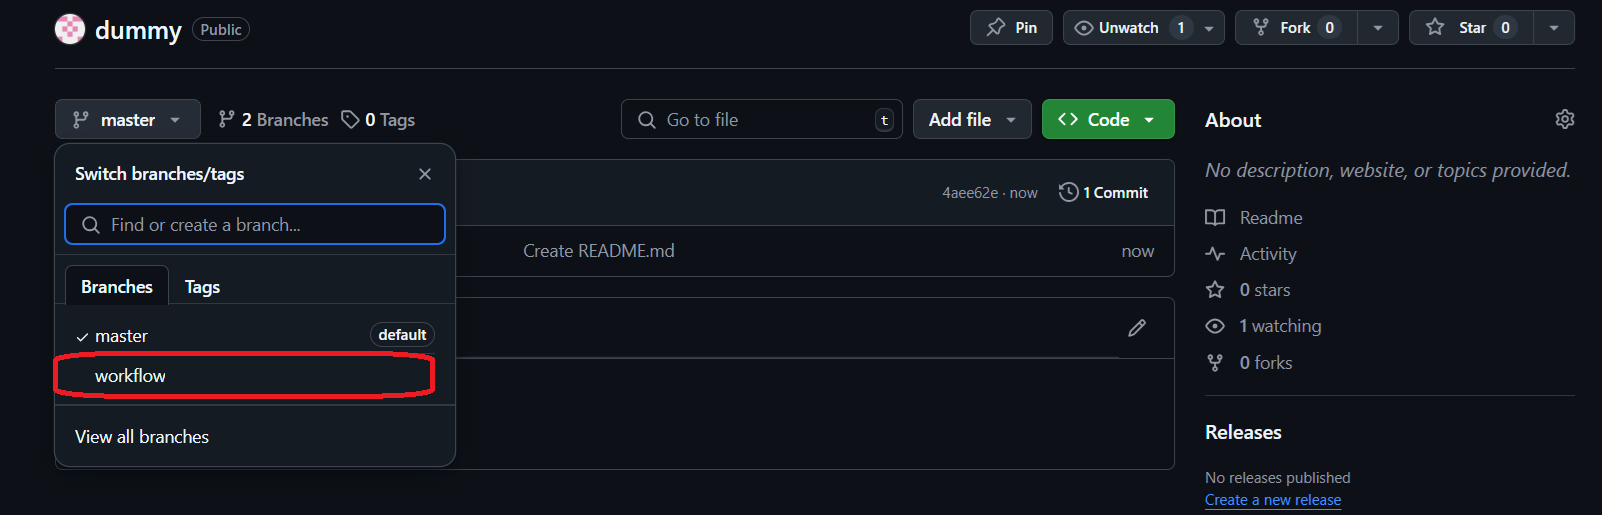 dummy Public Pin Unwatch 1 Fork 0 Star 0
master 2 Branches 0 Tags Go to file t Add file Code
Switch branches/tags
Find or create a branch...
Branches Tags
master default
workflow
View all branches
4aee62e · now 1 Commit
Create README.md now
About
No description, website, or topics provided.
Readme
Activity
0 stars
1 watching
0 forks
Releases
No releases published
Create a new release